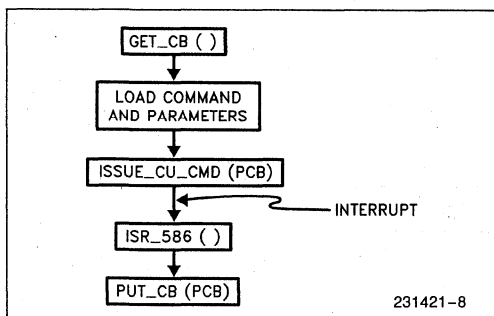 GET_CB ( )
LOAD COMMAND
AND PARAMETERS
ISSUE_CU_CMD (PCB)
INTERRUPT
ISR_586 ( )
PUT_CB (PCB)
231421-8